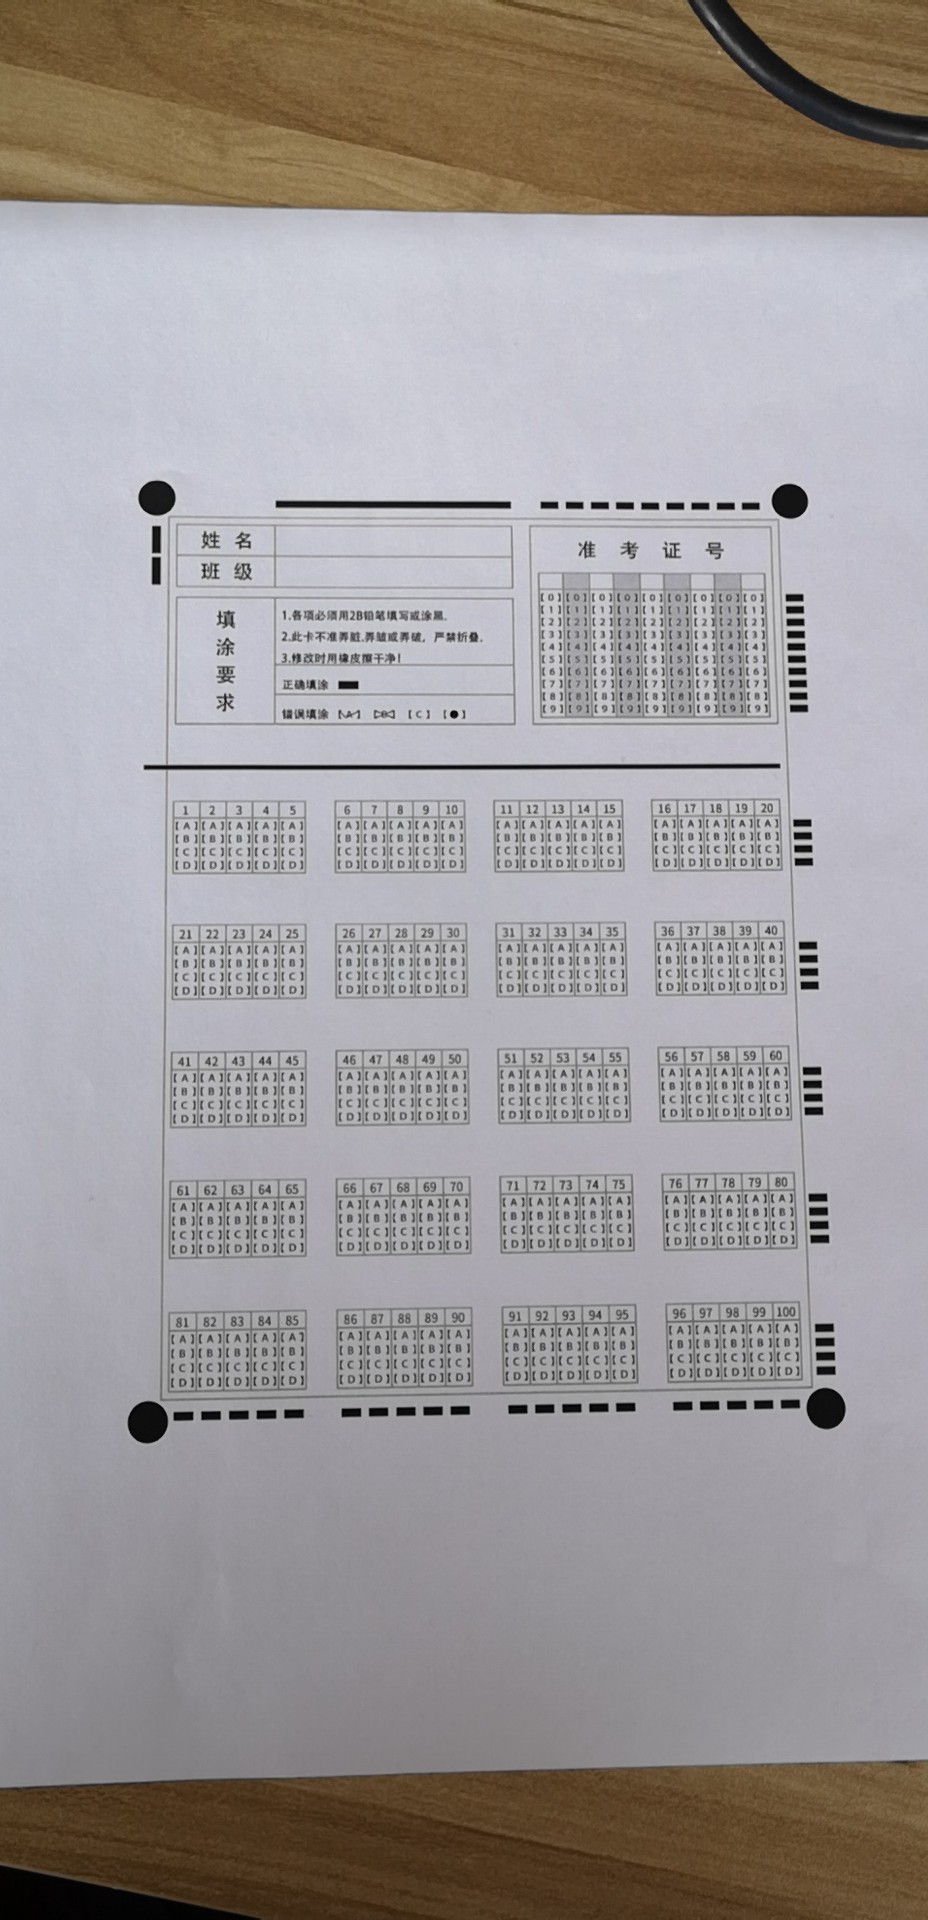 姓 名
班 级
填涂要求
1.各项必须用2B铅笔填写或涂黑.
2.此卡不准弄脏.弄皱或弄破, 严禁折叠.
3.修改时用橡皮擦干净!
正确填涂
错误填涂 [A] [B] [C] [●]
准 考 证 号
[0] [0] [0] [0] [0] [0] [0] [0] [0]
[1] [1] [1] [1] [1] [1] [1] [1] [1]
[2] [2] [2] [2] [2] [2] [2] [2] [2]
[3] [3] [3] [3] [3] [3] [3] [3] [3]
[4] [4] [4] [4] [4] [4] [4] [4] [4]
[5] [5] [5] [5] [5] [5] [5] [5] [5]
[6] [6] [6] [6] [6] [6] [6] [6] [6]
[7] [7] [7] [7] [7] [7] [7] [7] [7]
[8] [8] [8] [8] [8] [8] [8] [8] [8]
[9] [9] [9] [9] [9] [9] [9] [9] [9]
1 2 3 4 5 6 7 8 9 10 11 12 13 14 15 16 17 18 19 20
[A] [A] [A] [A] [A] [A] [A] [A] [A] [A] [A] [A] [A] [A] [A] [A] [A] [A] [A] [A]
[B] [B] [B] [B] [B] [B] [B] [B] [B] [B] [B] [B] [B] [B] [B] [B] [B] [B] [B] [B]
[C] [C] [C] [C] [C] [C] [C] [C] [C] [C] [C] [C] [C] [C] [C] [C] [C] [C] [C] [C]
[D] [D] [D] [D] [D] [D] [D] [D] [D] [D] [D] [D] [D] [D] [D] [D] [D] [D] [D] [D]
21 22 23 24 25 26 27 28 29 30 31 32 33 34 35 36 37 38 39 40
[A] [A] [A] [A] [A] [A] [A] [A] [A] [A] [A] [A] [A] [A] [A] [A] [A] [A] [A] [A]
[B] [B] [B] [B] [B] [B] [B] [B] [B] [B] [B] [B] [B] [B] [B] [B] [B] [B] [B] [B]
[C] [C] [C] [C] [C] [C] [C] [C] [C] [C] [C] [C] [C] [C] [C] [C] [C] [C] [C] [C]
[D] [D] [D] [D] [D] [D] [D] [D] [D] [D] [D] [D] [D] [D] [D] [D] [D] [D] [D] [D]
41 42 43 44 45 46 47 48 49 50 51 52 53 54 55 56 57 58 59 60
[A] [A] [A] [A] [A] [A] [A] [A] [A] [A] [A] [A] [A] [A] [A] [A] [A] [A] [A] [A]
[B] [B] [B] [B] [B] [B] [B] [B] [B] [B] [B] [B] [B] [B] [B] [B] [B] [B] [B] [B]
[C] [C] [C] [C] [C] [C] [C] [C] [C] [C] [C] [C] [C] [C] [C] [C] [C] [C] [C] [C]
[D] [D] [D] [D] [D] [D] [D] [D] [D] [D] [D] [D] [D] [D] [D] [D] [D] [D] [D] [D]
61 62 63 64 65 66 67 68 69 70 71 72 73 74 75 76 77 78 79 80
[A] [A] [A] [A] [A] [A] [A] [A] [A] [A] [A] [A] [A] [A] [A] [A] [A] [A] [A] [A]
[B] [B] [B] [B] [B] [B] [B] [B] [B] [B] [B] [B] [B] [B] [B] [B] [B] [B] [B] [B]
[C] [C] [C] [C] [C] [C] [C] [C] [C] [C] [C] [C] [C] [C] [C] [C] [C] [C] [C] [C]
[D] [D] [D] [D] [D] [D] [D] [D] [D] [D] [D] [D] [D] [D] [D] [D] [D] [D] [D] [D]
81 82 83 84 85 86 87 88 89 90 91 92 93 94 95 96 97 98 99 100
[A] [A] [A] [A] [A] [A] [A] [A] [A] [A] [A] [A] [A] [A] [A] [A] [A] [A] [A] [A]
[B] [B] [B] [B] [B] [B] [B] [B] [B] [B] [B] [B] [B] [B] [B] [B] [B] [B] [B] [B]
[C] [C] [C] [C] [C] [C] [C] [C] [C] [C] [C] [C] [C] [C] [C] [C] [C] [C] [C] [C]
[D] [D] [D] [D] [D] [D] [D] [D] [D] [D] [D] [D] [D] [D] [D] [D] [D] [D] [D] [D]